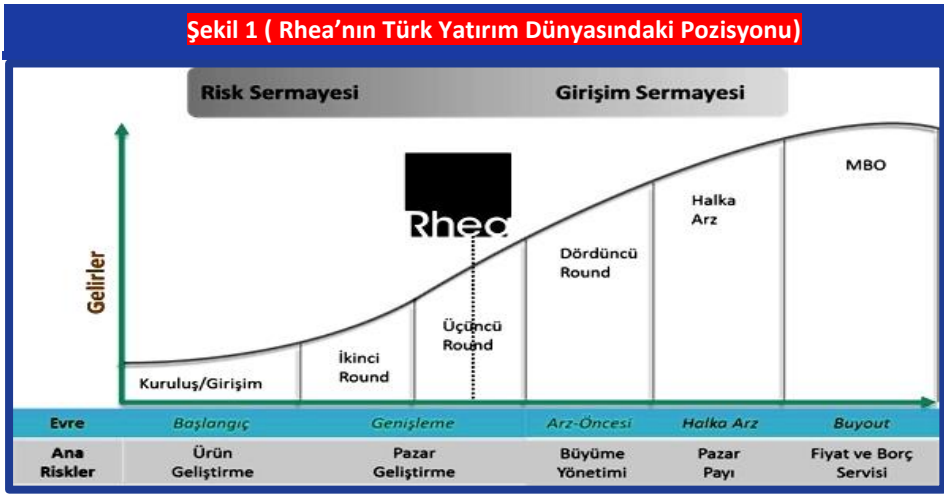 Şekil 1 ( Rhea’nın Türk Yatırım Dünyasındaki Pozisyonu)
Risk Sermayesi Girişim Sermayesi
MBO
Halka
Arz
Rhea
Dördüncü
Round
Gelirler
Üçüncü
Round
İkinci
Round
Kuruluş/Girişim
Evre Başlangıç Genişleme Arz-Öncesi Halka Arz Buyout
Ana Ürün Pazar Büyüme Pazar Fiyat ve Borç
Riskler Geliştirme Geliştirme Yönetimi Payı Servisi